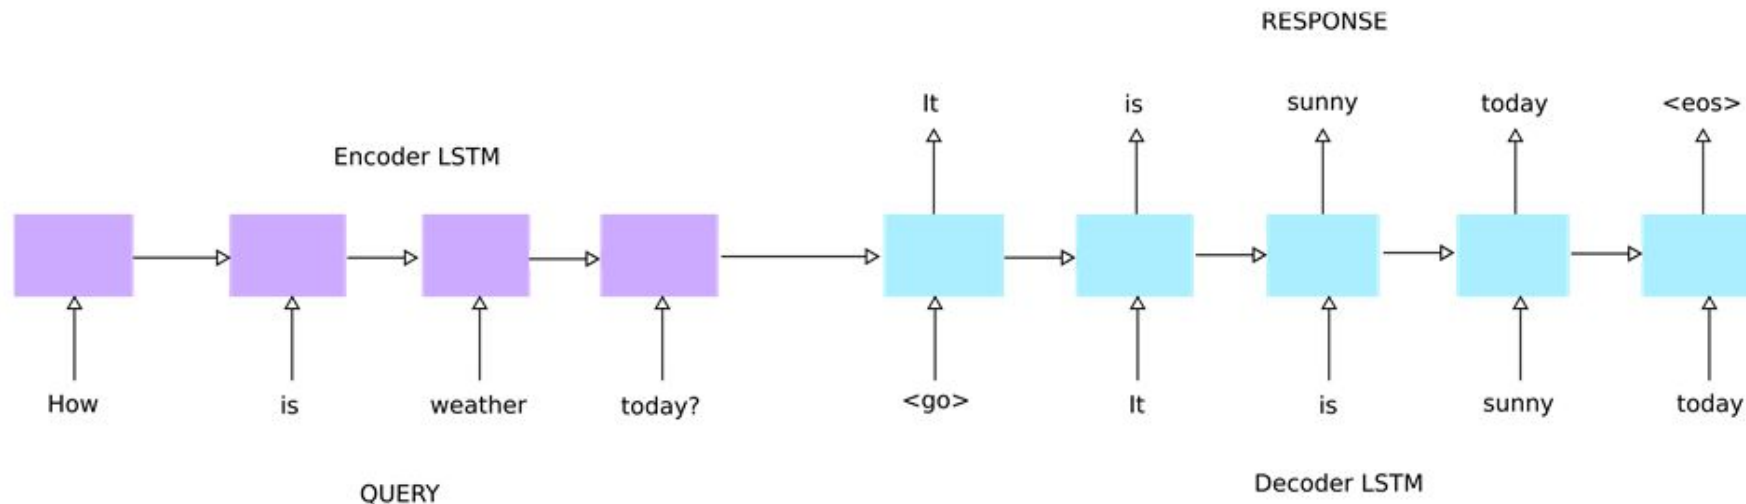 RESPONSE
It is sunny today <eos>
Encoder LSTM
How is weather today? <go> It is sunny today
QUERY
Decoder LSTM